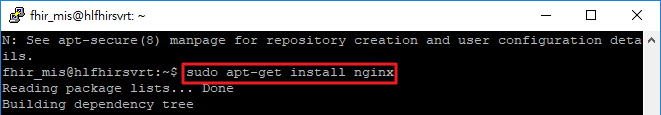 fhir_mis@hlfhirsvrt: ~
N: See apt-secure(8) manpage for repository creation and user configuration deta
ils.
fhir_mis@hlfhirsvrt:~$ sudo apt-get install nginx
Reading package lists... Done
Building dependency tree